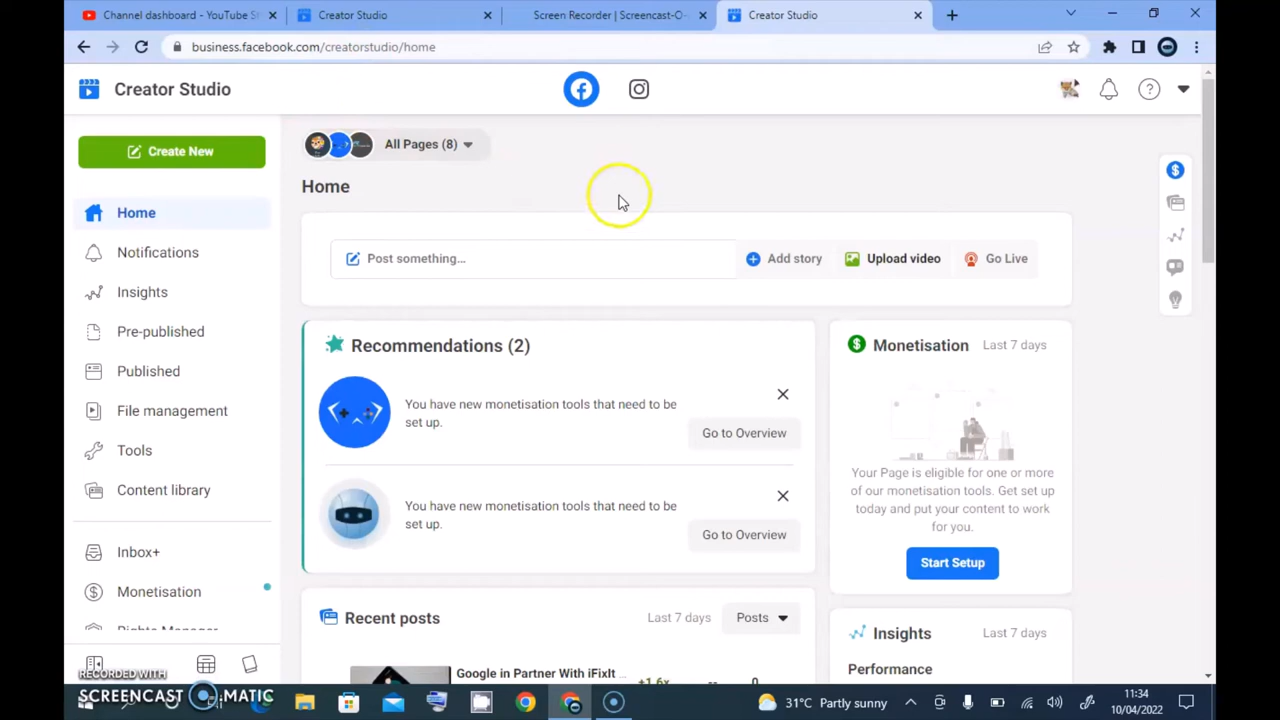 Channel dashboard - YouTube St
Creator Studio
Screen Recorder | Screencast-O-
Creator Studio
business.facebook.com/creatorstudio/home
Creator Studio
Create New
All Pages (8)
Home
Home
Notifications
Insights
Pre-published
Published
File management
Tools
Content library
Inbox+
Monetisation
Rights Manager
Post something...
Add story
Upload video
Go Live
Recommendations (2)
You have new monetisation tools that need to be
set up.
Go to Overview
You have new monetisation tools that need to be
set up.
Go to Overview
Monetisation
Last 7 days
Your Page is eligible for one or more
of our monetisation tools. Get set up
today and put your content to work
for you.
Start Setup
Recent posts
Last 7 days
Posts
Google in Partner With iFixIt ...
+1.6x
--
0
Insights
Last 7 days
Performance
RECORDED WITH
SCREENCAST MATIC
31°C Partly sunny
11:34
10/04/2022